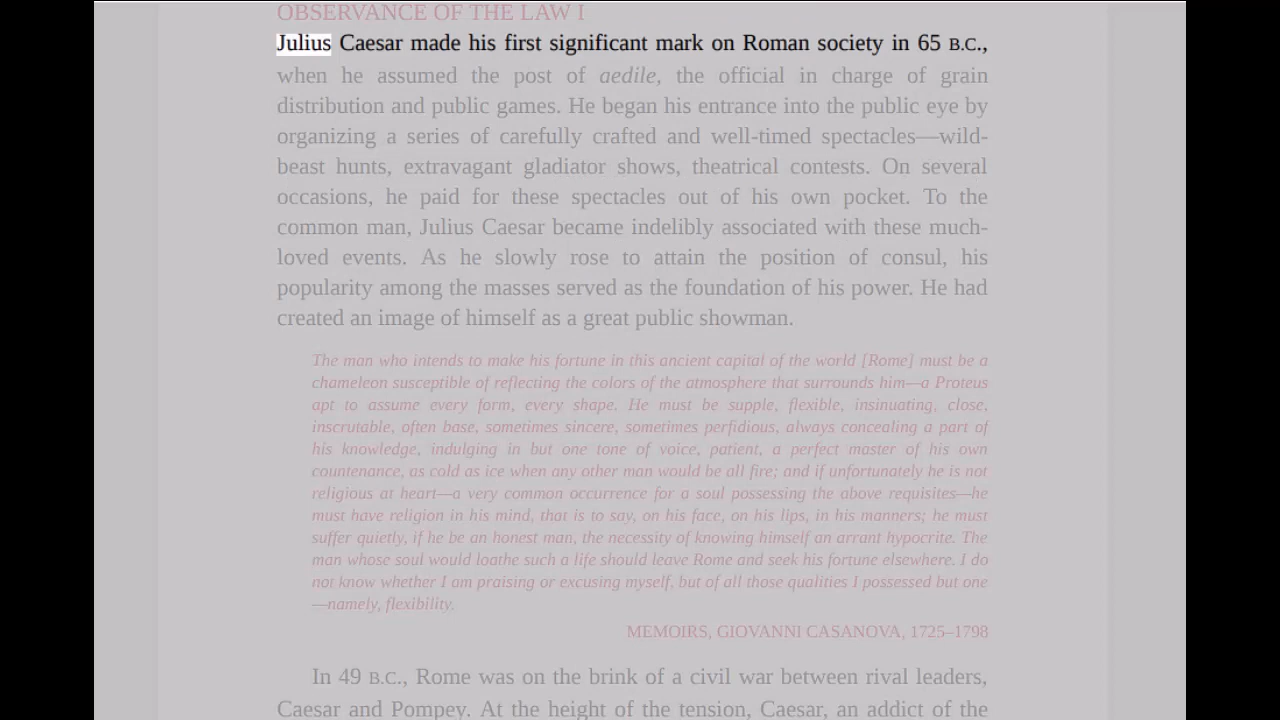 OBSERVANCE OF THE LAW I
Julius Caesar made his first significant mark on Roman society in 65 B.C.,
when he assumed the post of aedile, the official in charge of grain
distribution and public games. He began his entrance into the public eye by
organizing a series of carefully crafted and well-timed spectacles—wild-
beast hunts, extravagant gladiator shows, theatrical contests. On several
occasions, he paid for these spectacles out of his own pocket. To the
common man, Julius Caesar became indelibly associated with these much-
loved events. As he slowly rose to attain the position of consul, his
popularity among the masses served as the foundation of his power. He had
created an image of himself as a great public showman.
The man who intends to make his fortune in this ancient capital of the world [Rome] must be a
chameleon susceptible of reflecting the colors of the atmosphere that surrounds him—a Proteus
apt to assume every form, every shape. He must be supple, flexible, insinuating, close,
inscrutable, often base, sometimes sincere, sometimes perfidious, always concealing a part of
his knowledge, indulging in but one tone of voice, patient, a perfect master of his own
countenance, as cold as ice when any other man would be all fire; and if unfortunately he is not
religious at heart—a very common occurrence for a soul possessing the above requisites—he
must have religion in his mind, that is to say, on his face, on his lips, in his manners; he must
suffer quietly, if he be an honest man, the necessity of knowing himself an arrant hypocrite. The
man whose soul would loathe such a life should leave Rome and seek his fortune elsewhere. I do
not know whether I am praising or excusing myself, but of all those qualities I possessed but one
—namely, flexibility.
MEMOIRS, GIOVANNI CASANOVA, 1725–1798
In 49 B.C., Rome was on the brink of a civil war between rival leaders,
Caesar and Pompey. At the height of the tension, Caesar, an addict of the